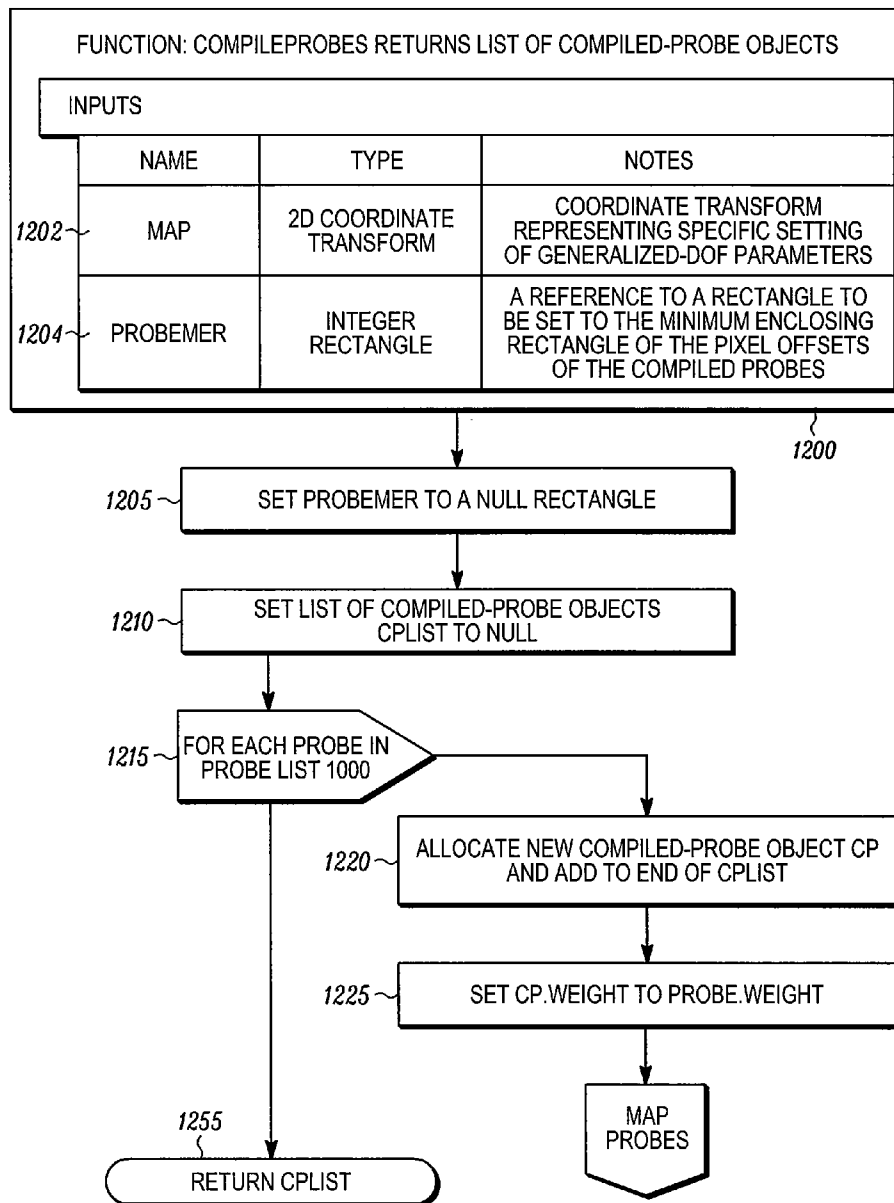 FUNCTION: COMPILEPROBES RETURNS LIST OF COMPILED-PROBE OBJECTS
INPUTS
NAME
TYPE
NOTES
1202
MAP
2D COORDINATE
TRANSFORM
COORDINATE TRANSFORM
REPRESENTING SPECIFIC SETTING
OF GENERALIZED-DOF PARAMETERS
1204
PROBEMER
INTEGER
RECTANGLE
A REFERENCE TO A RECTANGLE TO
BE SET TO THE MINIMUM ENCLOSING
RECTANGLE OF THE PIXEL OFFSETS
OF THE COMPILED PROBES
1200
1205
SET PROBEMER TO A NULL RECTANGLE
1210
SET LIST OF COMPILED-PROBE OBJECTS
CPLIST TO NULL
1215
FOR EACH PROBE IN
PROBE LIST 1000
1220
ALLOCATE NEW COMPILED-PROBE OBJECT CP
AND ADD TO END OF CPLIST
1225
SET CP.WEIGHT TO PROBE.WEIGHT
MAP
PROBES
1255
RETURN CPLIST